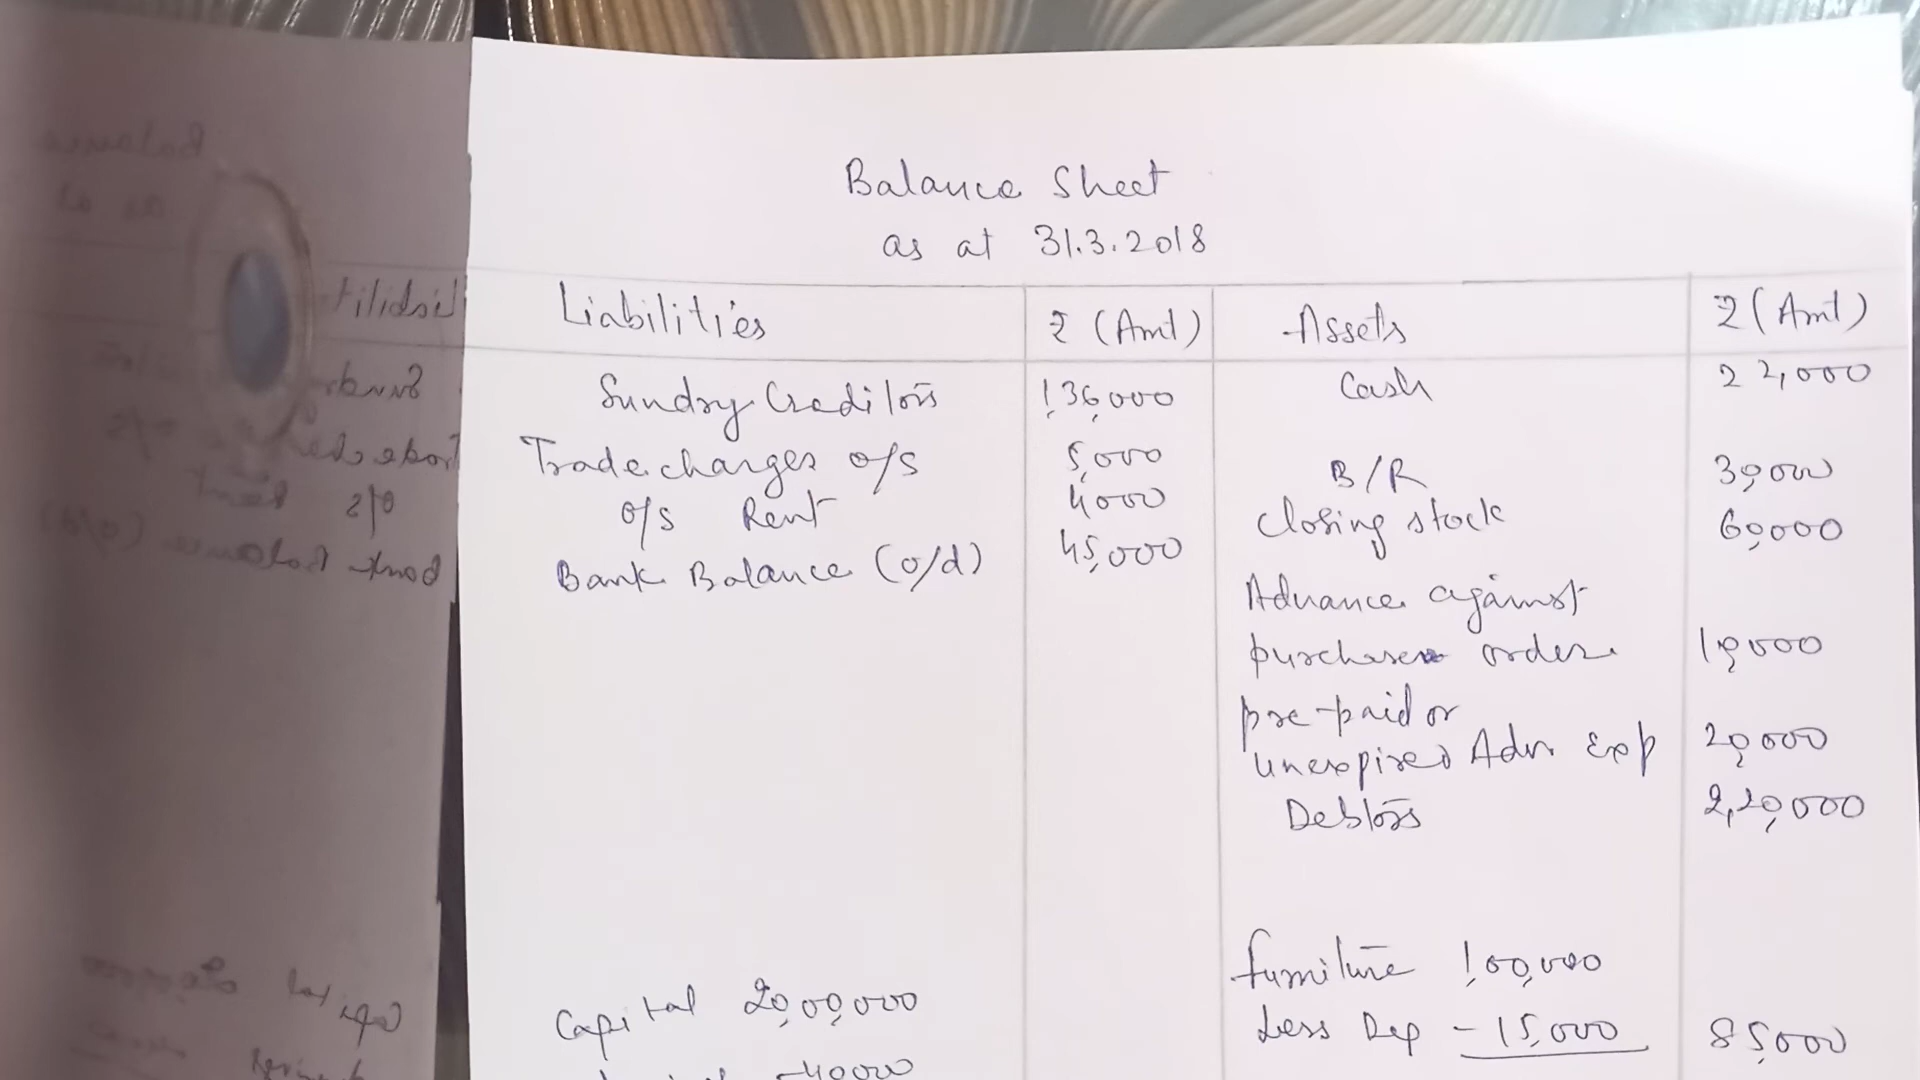 Balance Sheet
as at 31.3.2018
Liabilities ₹ (Amt) Assets ₹ (Amt)
Sundry Creditors 1,36,000 Cash 22,000
Trade charges o/s 5,000 B/R 30,000
o/s Rent 4000 Closing stock 60,000
Bank Balance (o/d) 45,000
Advance against
purchase order 10,000
pre-paid or
unexpired Adv. Exp 20,000
Debtors 2,20,000
furniture 1,00,000
Capital 20,00,000 Less Dep - 15,000 85,000
-40000